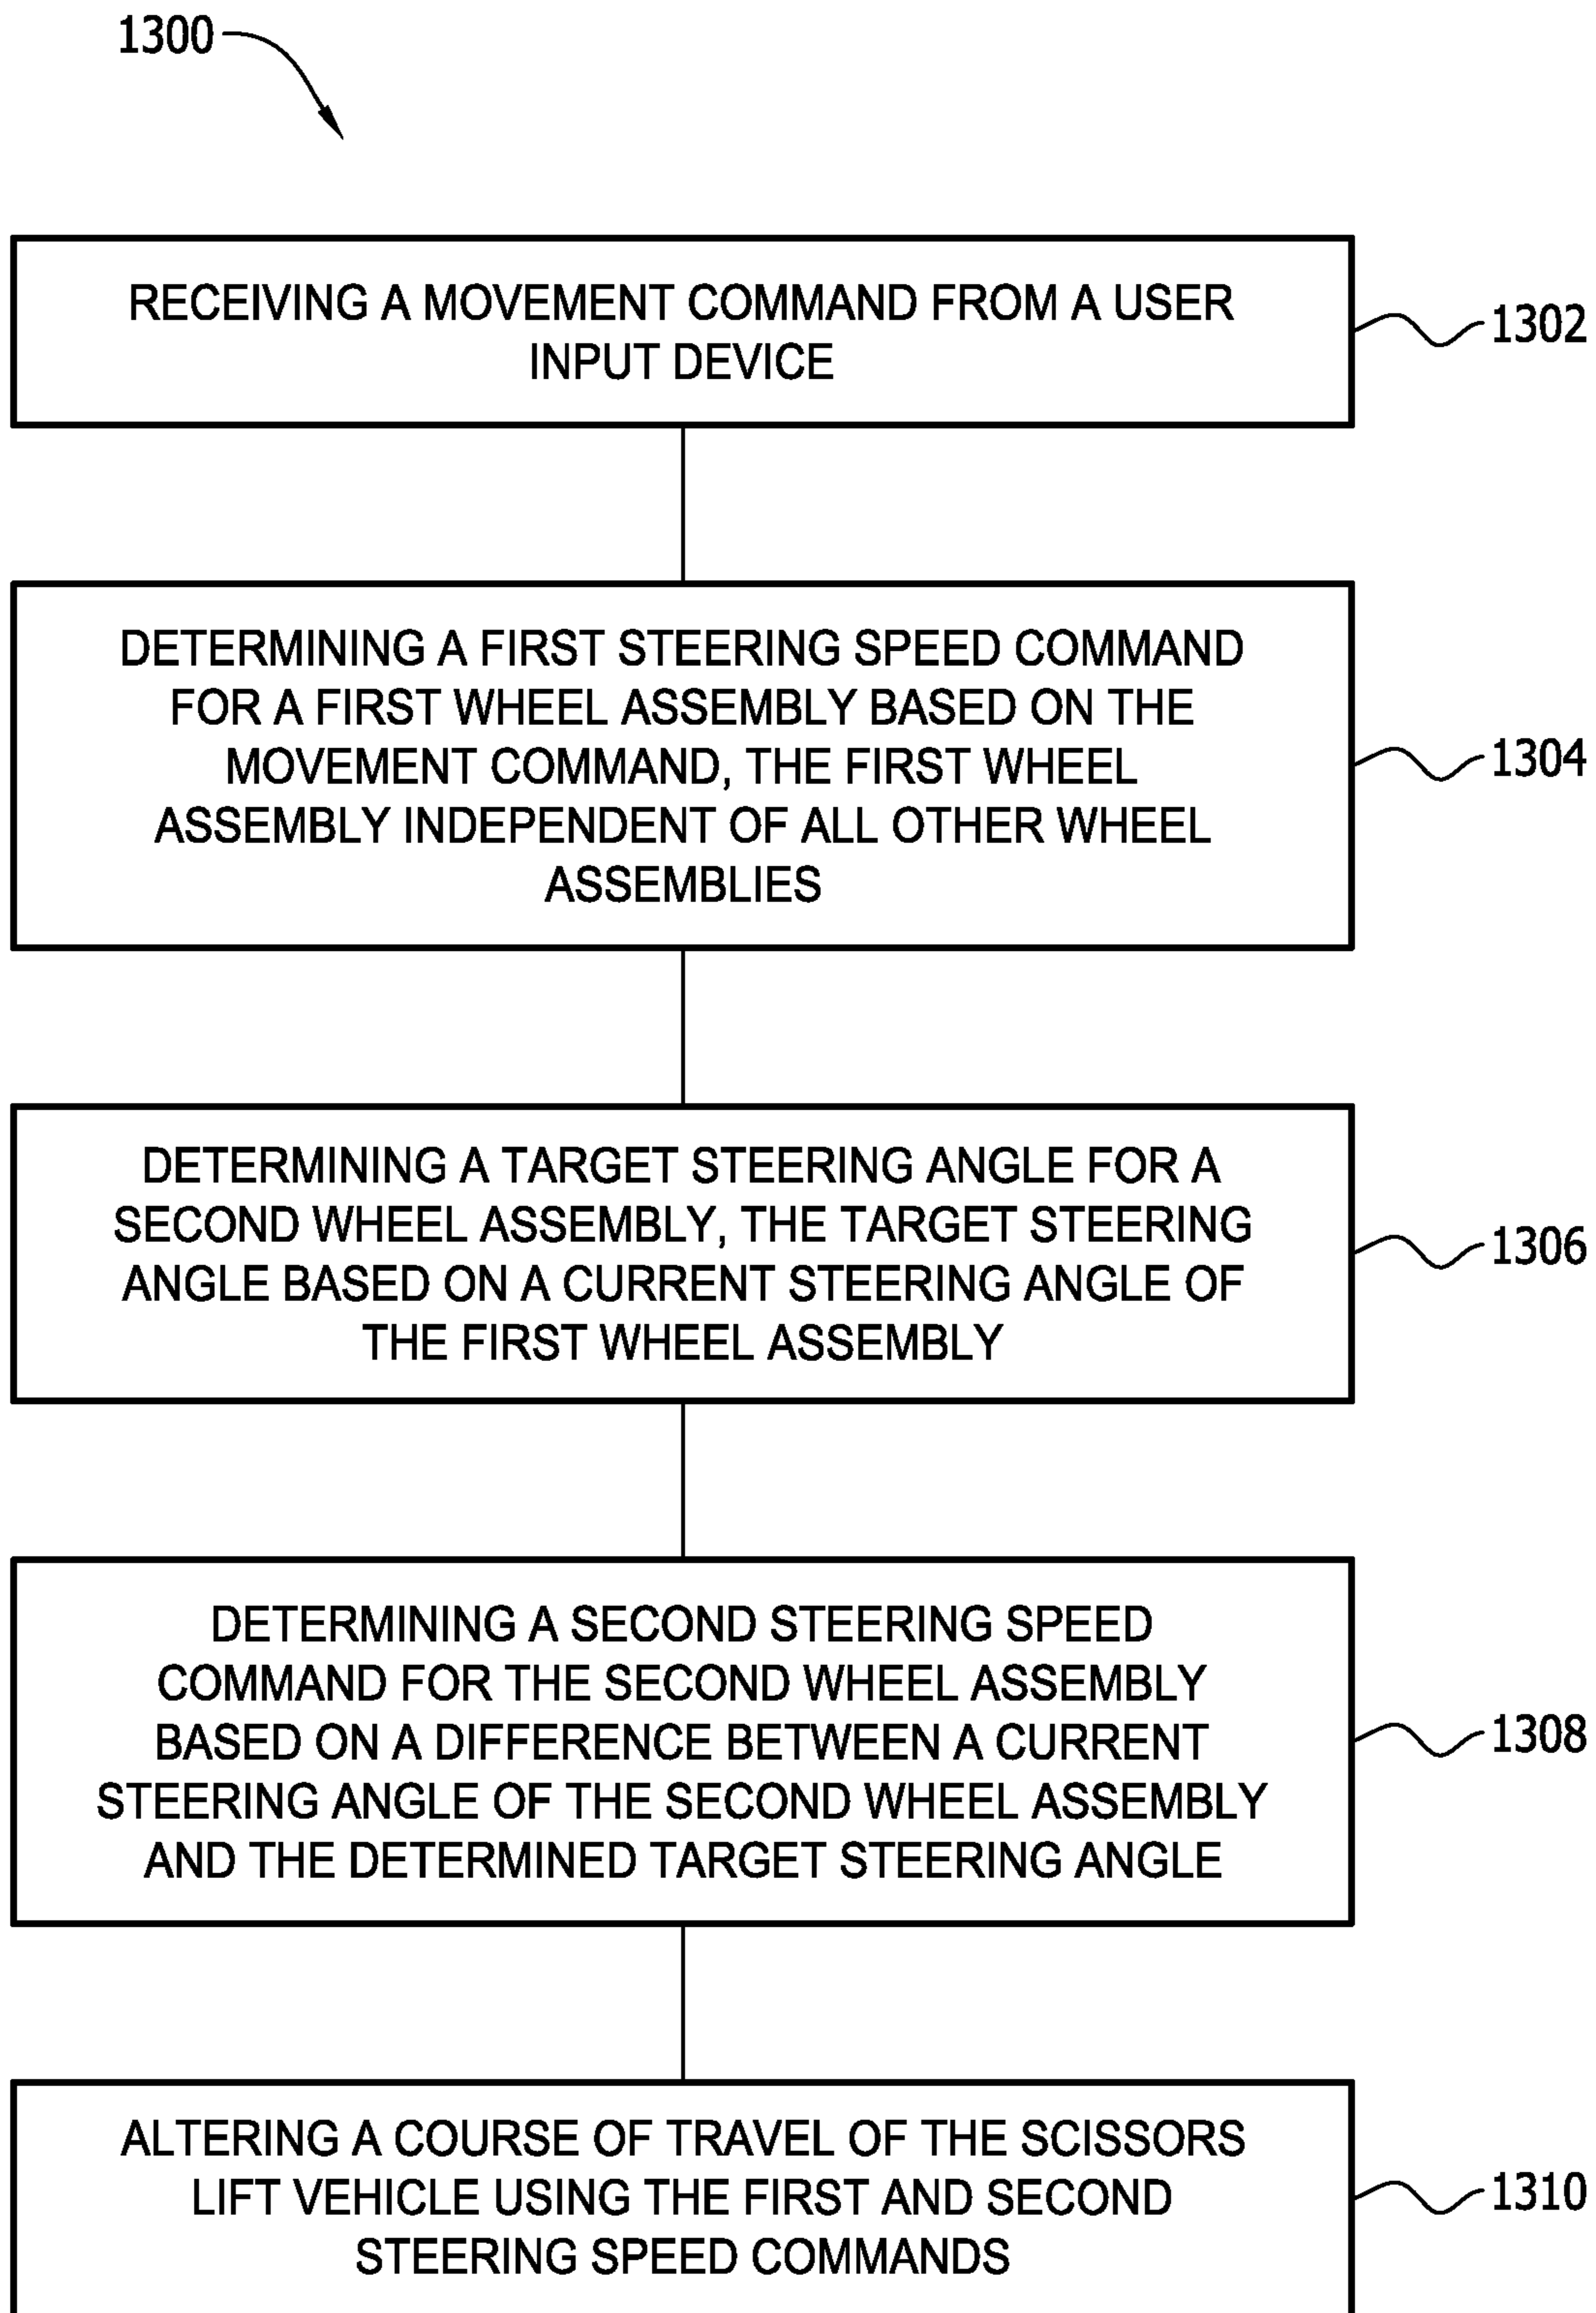 1300
RECEIVING A MOVEMENT COMMAND FROM A USER
INPUT DEVICE
1302
DETERMINING A FIRST STEERING SPEED COMMAND
FOR A FIRST WHEEL ASSEMBLY BASED ON THE
MOVEMENT COMMAND, THE FIRST WHEEL
ASSEMBLY INDEPENDENT OF ALL OTHER WHEEL
ASSEMBLIES
1304
DETERMINING A TARGET STEERING ANGLE FOR A
SECOND WHEEL ASSEMBLY, THE TARGET STEERING
ANGLE BASED ON A CURRENT STEERING ANGLE OF
THE FIRST WHEEL ASSEMBLY
1306
DETERMINING A SECOND STEERING SPEED
COMMAND FOR THE SECOND WHEEL ASSEMBLY
BASED ON A DIFFERENCE BETWEEN A CURRENT
STEERING ANGLE OF THE SECOND WHEEL ASSEMBLY
AND THE DETERMINED TARGET STEERING ANGLE
1308
ALTERING A COURSE OF TRAVEL OF THE SCISSORS
LIFT VEHICLE USING THE FIRST AND SECOND
STEERING SPEED COMMANDS
1310